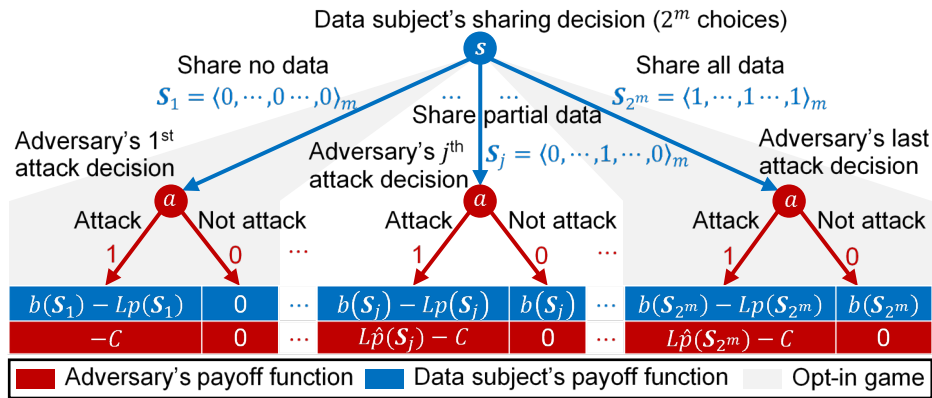 Data subject's sharing decision (2^m choices)
s
Share no data
S_1 = ⟨0, ⋯, 0 ⋯, 0⟩_m
⋯ ⋯
Share partial data
S_j = ⟨0, ⋯, 1, ⋯, 0⟩_m
Share all data
S_{2^m} = ⟨1, ⋯, 1 ⋯, 1⟩_m
Adversary's 1st
attack decision
Adversary's jth
attack decision
Adversary's last
attack decision
a a a
Attack Not attack Attack Not attack Attack Not attack
1 0 ⋯ 1 0 ⋯ 1 0
b(S_1) − Lp(S_1) 0 ⋯ b(S_j) − Lp(S_j) b(S_j) ⋯ b(S_{2^m}) − Lp(S_{2^m}) b(S_{2^m})
−C 0 ⋯ Lp̂(S_j) − C 0 ⋯ Lp̂(S_{2^m}) − C 0
Adversary's payoff function Data subject's payoff function Opt-in game